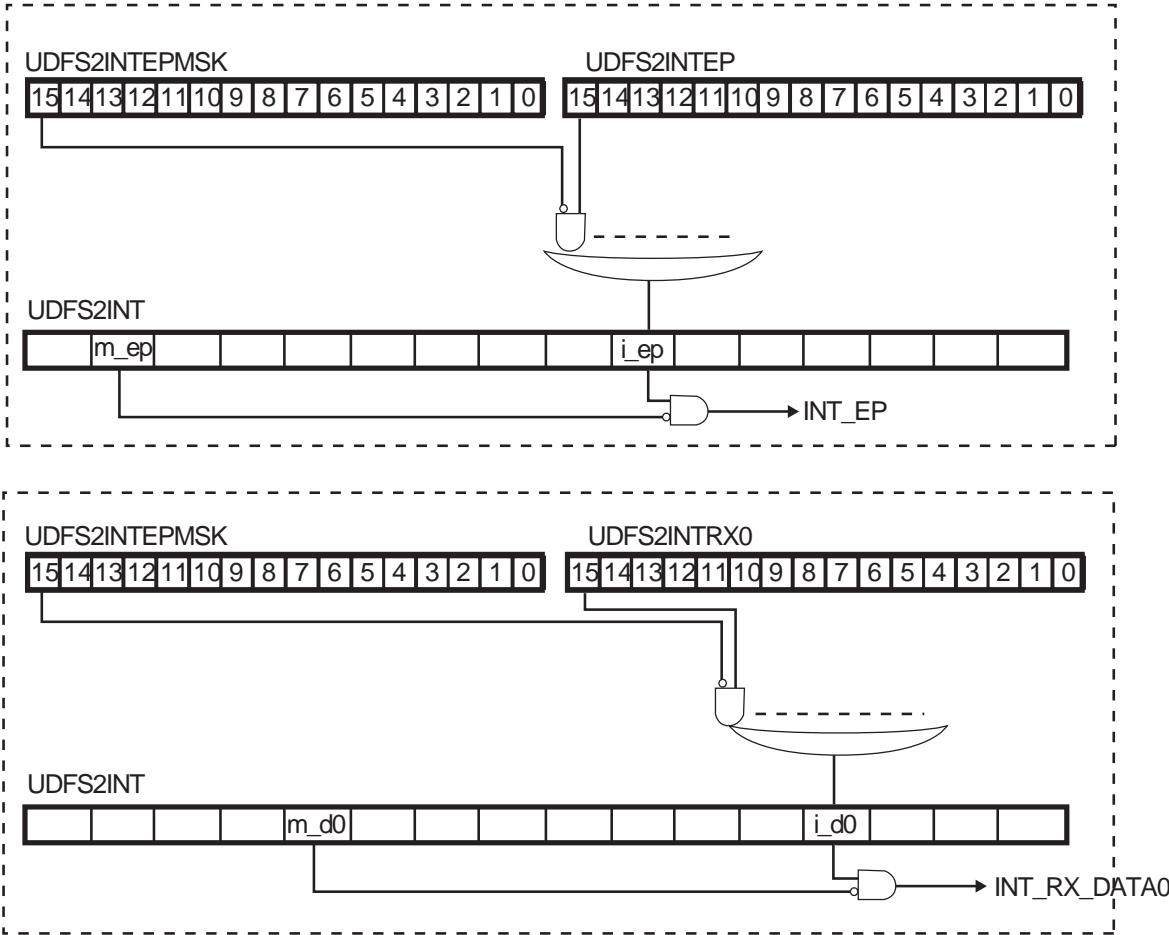 UDFS2INTEPMSK UDFS2INTEP
15 14 13 12 11 10 9 8 7 6 5 4 3 2 1 0 15 14 13 12 11 10 9 8 7 6 5 4 3 2 1 0
UDFS2INT
m_ep i_ep
INT_EP
UDFS2INTEPMSK UDFS2INTRX0
15 14 13 12 11 10 9 8 7 6 5 4 3 2 1 0 15 14 13 12 11 10 9 8 7 6 5 4 3 2 1 0
UDFS2INT
m_d0 i_d0
INT_RX_DATA0